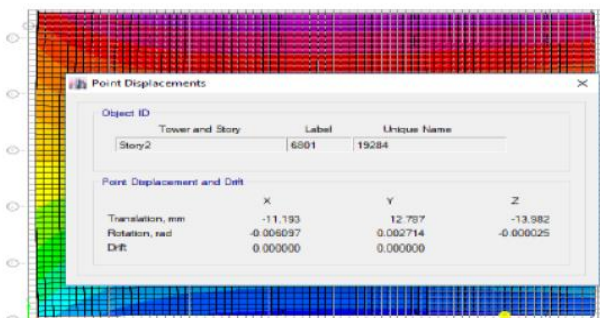 Point Displacements
Object ID
Tower and Story Label Unique Name
Story2 6801 19284
Point Displacement and Drift
X Y Z
Translation, mm -11.193 12.787 -13.982
Rotation, rad -0.006097 0.002714 -0.000025
Drift 0.000000 0.000000